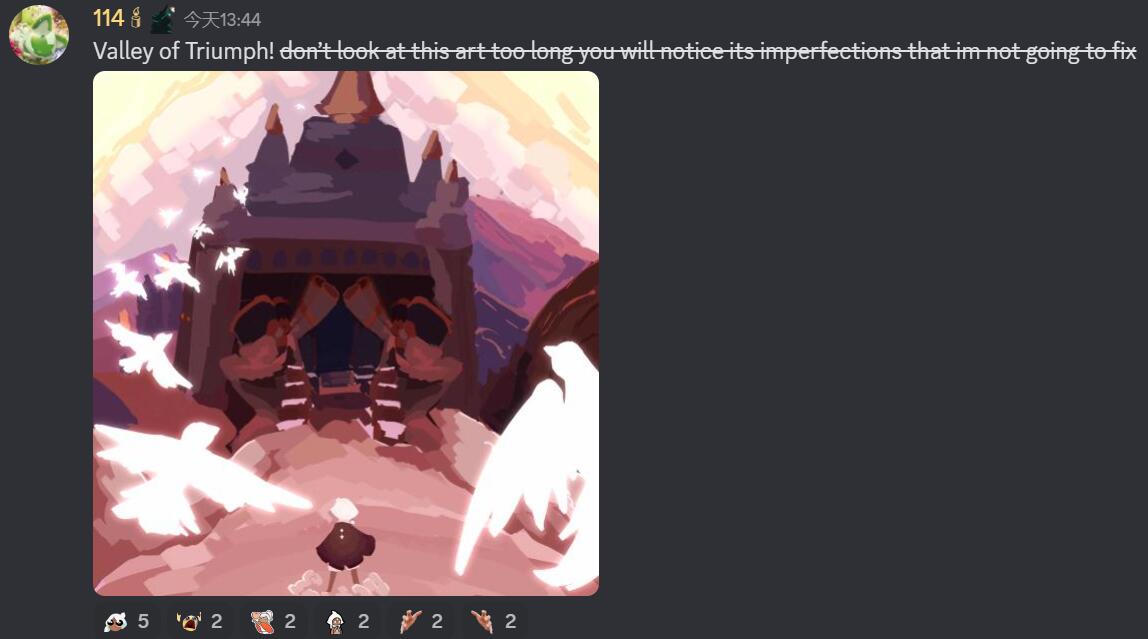 114 今天13:44
Valley of Triumph! don't look at this art too long you will notice its imperfections that im not going to fix
5 2 2 2 2 2